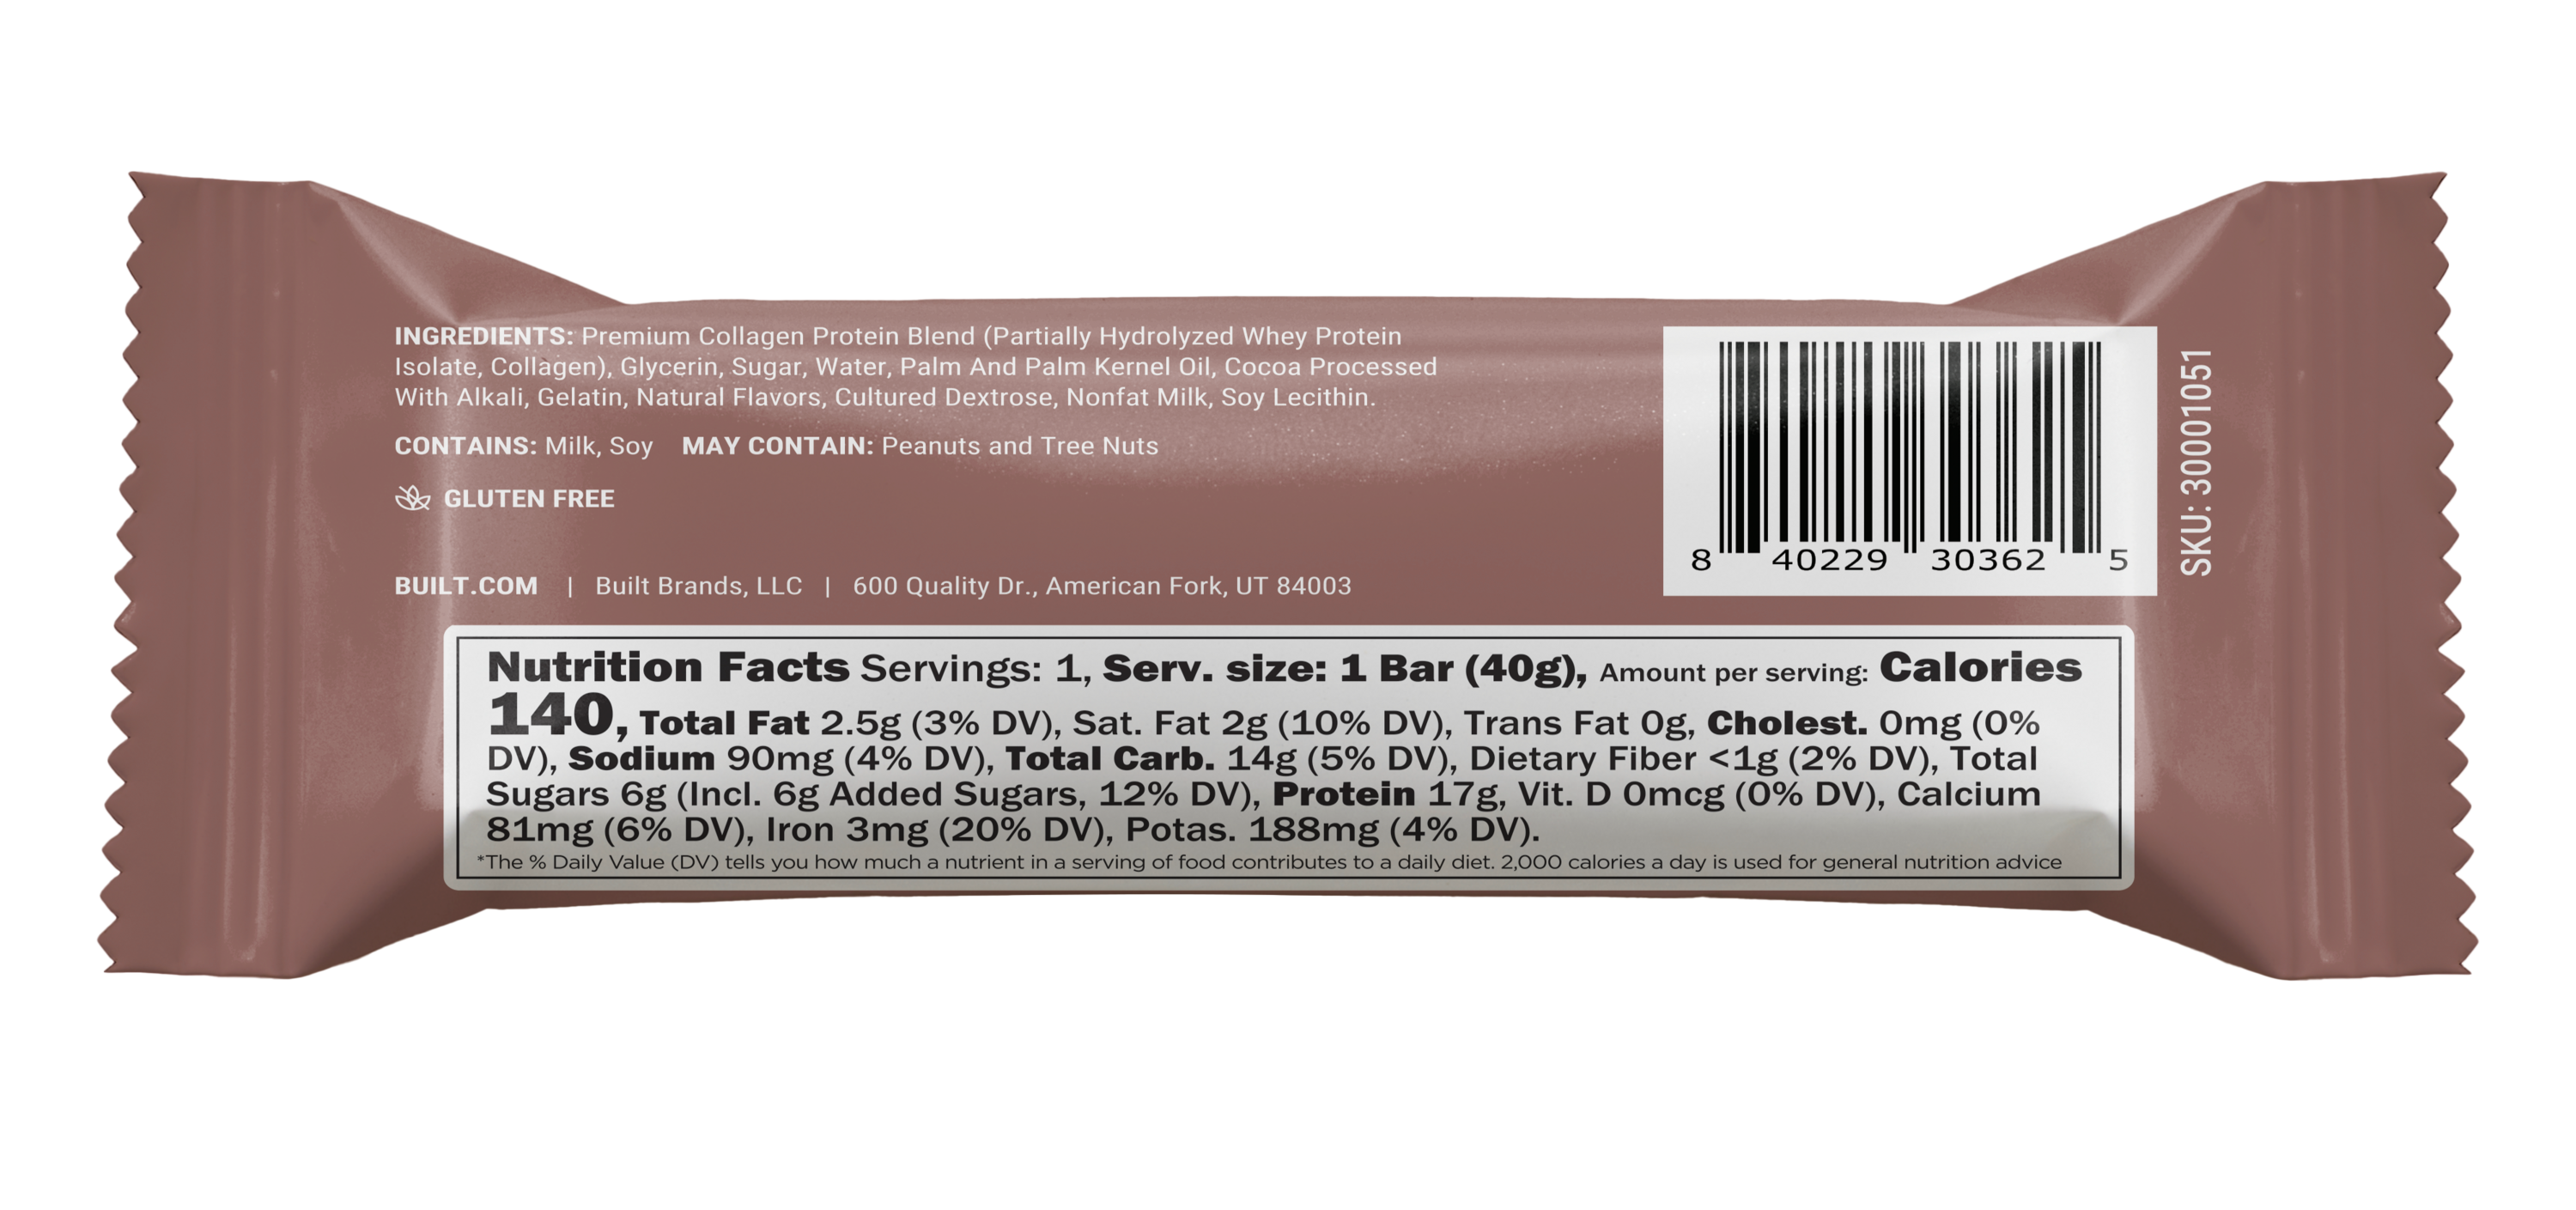 INGREDIENTS: Premium Collagen Protein Blend (Partially Hydrolyzed Whey Protein
Isolate, Collagen), Glycerin, Sugar, Water, Palm And Palm Kernel Oil, Cocoa Processed
With Alkali, Gelatin, Natural Flavors, Cultured Dextrose, Nonfat Milk, Soy Lecithin.
CONTAINS: Milk, Soy MAY CONTAIN: Peanuts and Tree Nuts
GLUTEN FREE
BUILT.COM | Built Brands, LLC | 600 Quality Dr., American Fork, UT 84003
8 40229 30362 5
SKU: 30001051
Nutrition Facts Servings: 1, Serv. size: 1 Bar (40g), Amount per serving: Calories
140, Total Fat 2.5g (3% DV), Sat. Fat 2g (10% DV), Trans Fat 0g, Cholest. 0mg (0%
DV), Sodium 90mg (4% DV), Total Carb. 14g (5% DV), Dietary Fiber <1g (2% DV), Total
Sugars 6g (Incl. 6g Added Sugars, 12% DV), Protein 17g, Vit. D 0mcg (0% DV), Calcium
81mg (6% DV), Iron 3mg (20% DV), Potas. 188mg (4% DV).
*The % Daily Value (DV) tells you how much a nutrient in a serving of food contributes to a daily diet. 2,000 calories a day is used for general nutrition advice